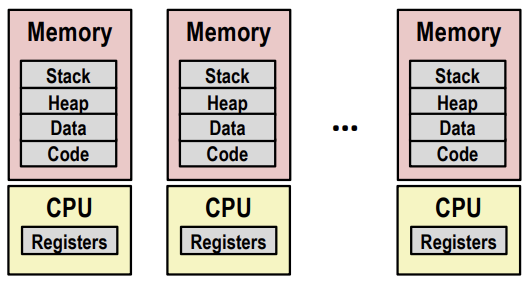 Memory
Stack
Heap
Data
Code
CPU
Registers
Memory
Stack
Heap
Data
Code
CPU
Registers
...
Memory
Stack
Heap
Data
Code
CPU
Registers